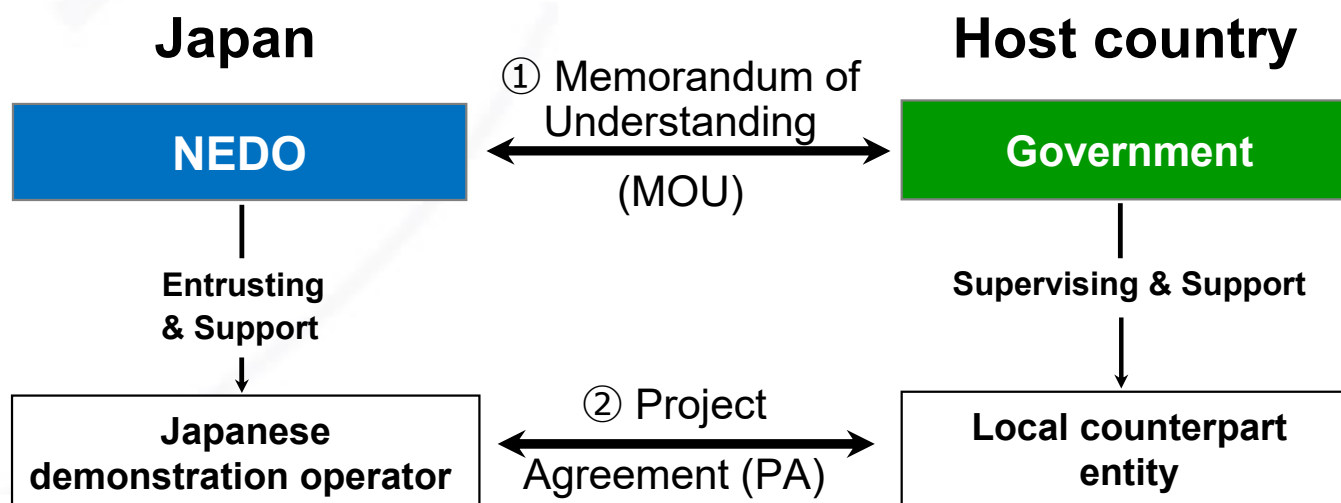 Japan
Host country
① Memorandum of
Understanding
(MOU)
NEDO
Government
Entrusting
& Support
Supervising & Support
② Project
Agreement (PA)
Japanese
demonstration operator
Local counterpart
entity